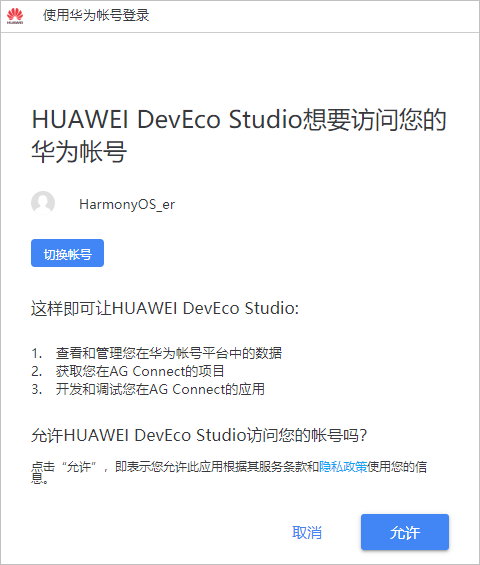 HUAWEI
使用华为帐号登录
HUAWEI DevEco Studio想要访问您的
华为帐号
HarmonyOS_er
切换帐号
这样即可让HUAWEI DevEco Studio:
1. 查看和管理您在华为帐号平台中的数据
2. 获取您在AG Connect的项目
3. 开发和调试您在AG Connect的应用
允许HUAWEI DevEco Studio访问您的帐号吗？
点击“允许”，即表示您允许此应用根据其服务条款和隐私政策使用您的信
息。
取消
允许